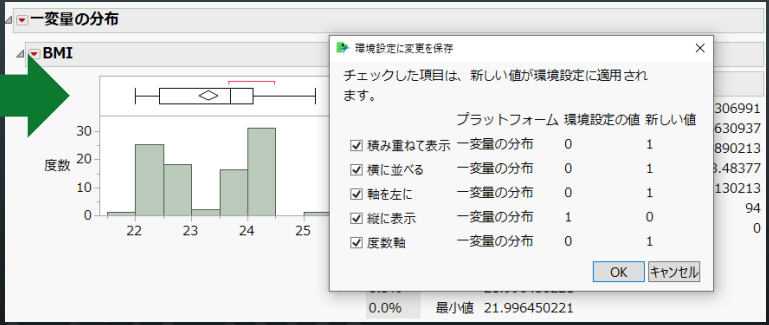 一変量の分布
BMI
30
20
10
0
度数
22
23
24
25
環境設定に変更を保存
チェックした項目は、新しい値が環境設定に適用され
ます。
プラットフォーム 環境設定の値 新しい値
積み重ねて表示 一変量の分布 0 1
横に並べる 一変量の分布 0 1
軸を左に 一変量の分布 0 1
縦に表示 一変量の分布 1 0
度数軸 一変量の分布 0 1
OK キャンセル
306991
630937
890213
.48377
130213
94
0
0.0% 最小値 21.996450221